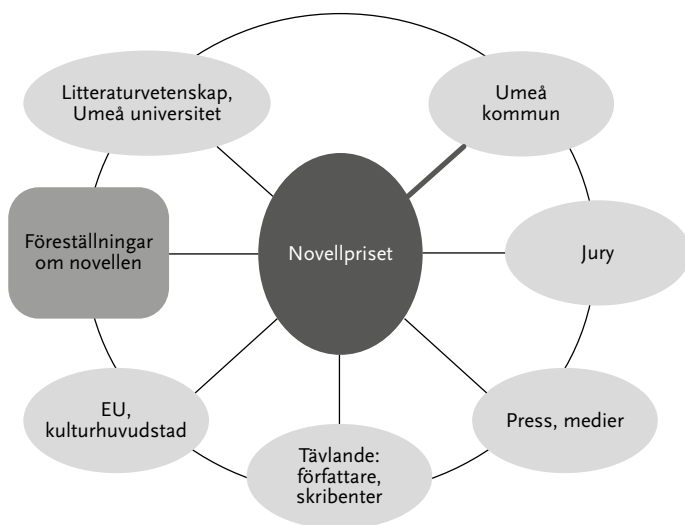 Litteraturvetenskap,
Umeå universitet
Umeå
kommun
Föreställningar
om novellen
Novellpriset
Jury
EU,
kulturhuvudstad
Press, medier
Tävlande:
författare,
skribenter